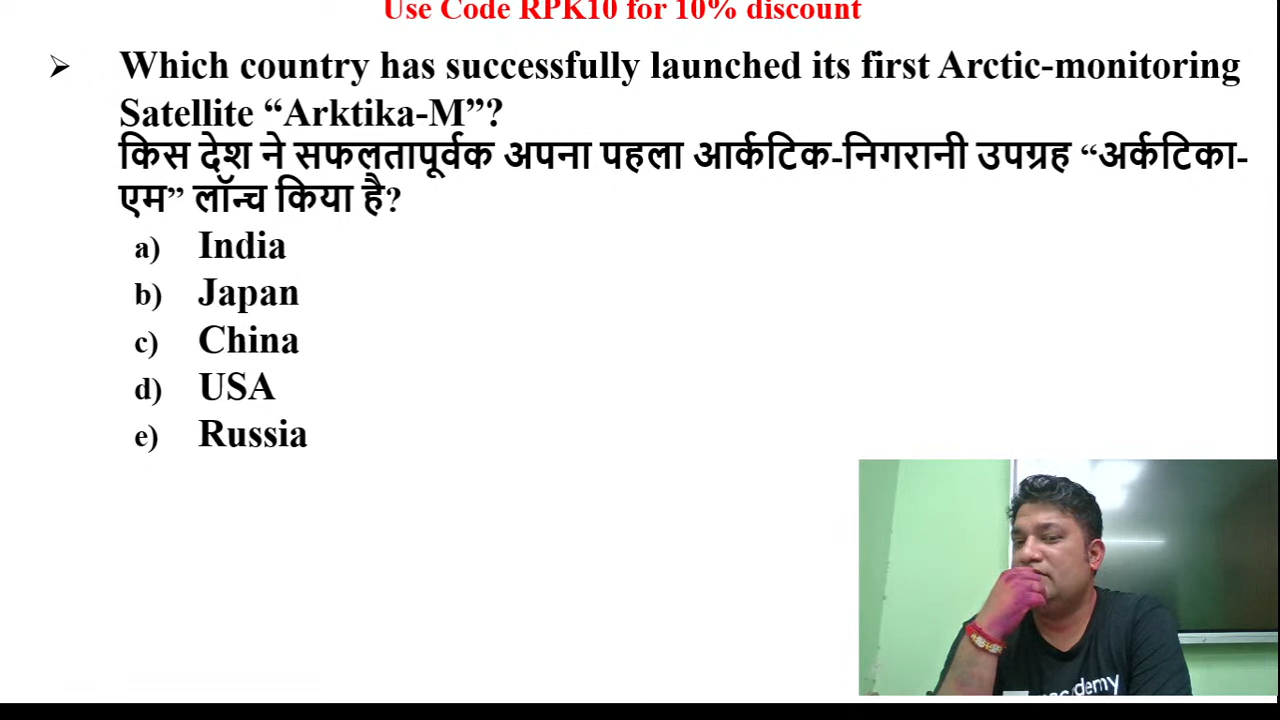 Use Code RPK10 for 10% discount
➢ Which country has successfully launched its first Arctic-monitoring
Satellite “Arktika-M”?
किस देश ने सफलतापूर्वक अपना पहला आर्कटिक-निगरानी उपग्रह “अर्कटिका-
एम” लॉन्च किया है?
a) India
b) Japan
c) China
d) USA
e) Russia